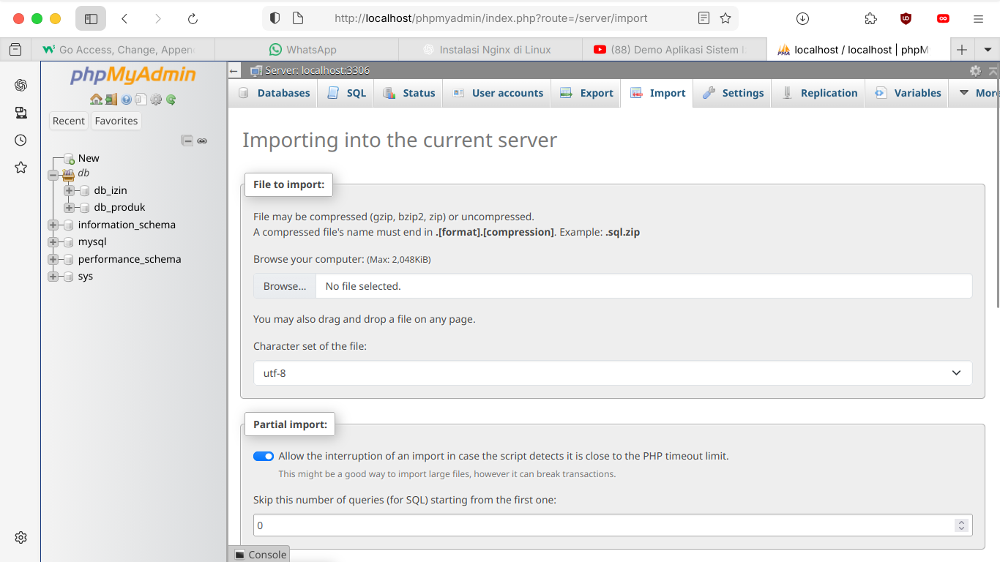 http://localhost/phpmyadmin/index.php?route=/server/import
Go Access, Change, Appen
WhatsApp
Instalasi Nginx di Linux
(88) Demo Aplikasi Sistem I
localhost / localhost | phpM
phpMyAdmin
Recent
Favorites
New
db
db_izin
db_produk
information_schema
mysql
performance_schema
sys
Server: localhost:3306
Databases
SQL
Status
User accounts
Export
Import
Settings
Replication
Variables
More
Importing into the current server
File to import:
File may be compressed (gzip, bzip2, zip) or uncompressed.
A compressed file's name must end in .[format].[compression]. Example: .sql.zip
Browse your computer: (Max: 2,048KiB)
Browse... No file selected.
You may also drag and drop a file on any page.
Character set of the file:
utf-8
Partial import:
Allow the interruption of an import in case the script detects it is close to the PHP timeout limit.
This might be a good way to import large files, however it can break transactions.
Skip this number of queries (for SQL) starting from the first one:
0
Console